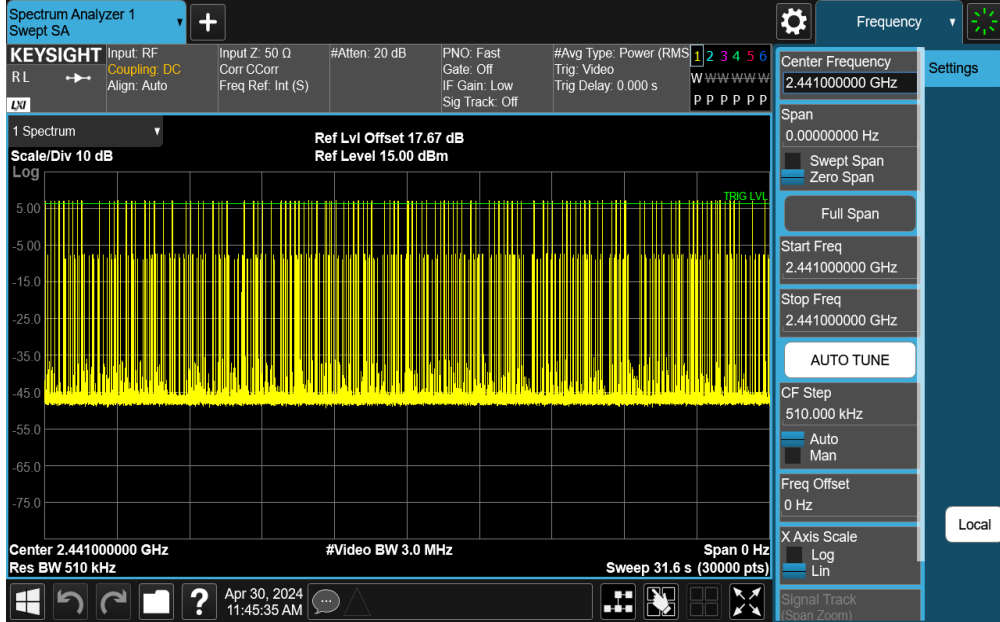 Spectrum Analyzer 1
Swept SA
+
Frequency
KEYSIGHT
RL
LXI
Input: RF
Coupling: DC
Align: Auto
Input Z: 50 Ω
Corr CCorr
Freq Ref: Int (S)
#Atten: 20 dB
PNO: Fast
Gate: Off
IF Gain: Low
Sig Track: Off
#Avg Type: Power (RMS
Trig: Video
Trig Delay: 0.000 s
1 2 3 4 5 6
W W W W W W
P P P P P P
1 Spectrum
Scale/Div 10 dB
Log
Ref Lvl Offset 17.67 dB
Ref Level 15.00 dBm
TRIG LVL
5.00
-5.00
-15.0
-25.0
-35.0
-45.0
-55.0
-65.0
-75.0
Center 2.441000000 GHz
#Video BW 3.0 MHz
Span 0 Hz
Res BW 510 kHz
Sweep 31.6 s (30000 pts)
Center Frequency
2.441000000 GHz
Span
0.00000000 Hz
Swept Span
Zero Span
Full Span
Start Freq
2.441000000 GHz
Stop Freq
2.441000000 GHz
AUTO TUNE
CF Step
510.000 kHz
Auto
Man
Freq Offset
0 Hz
X Axis Scale
Log
Lin
Signal Track
(Span Zoom)
Settings
Local
?
Apr 30, 2024
11:45:35 AM